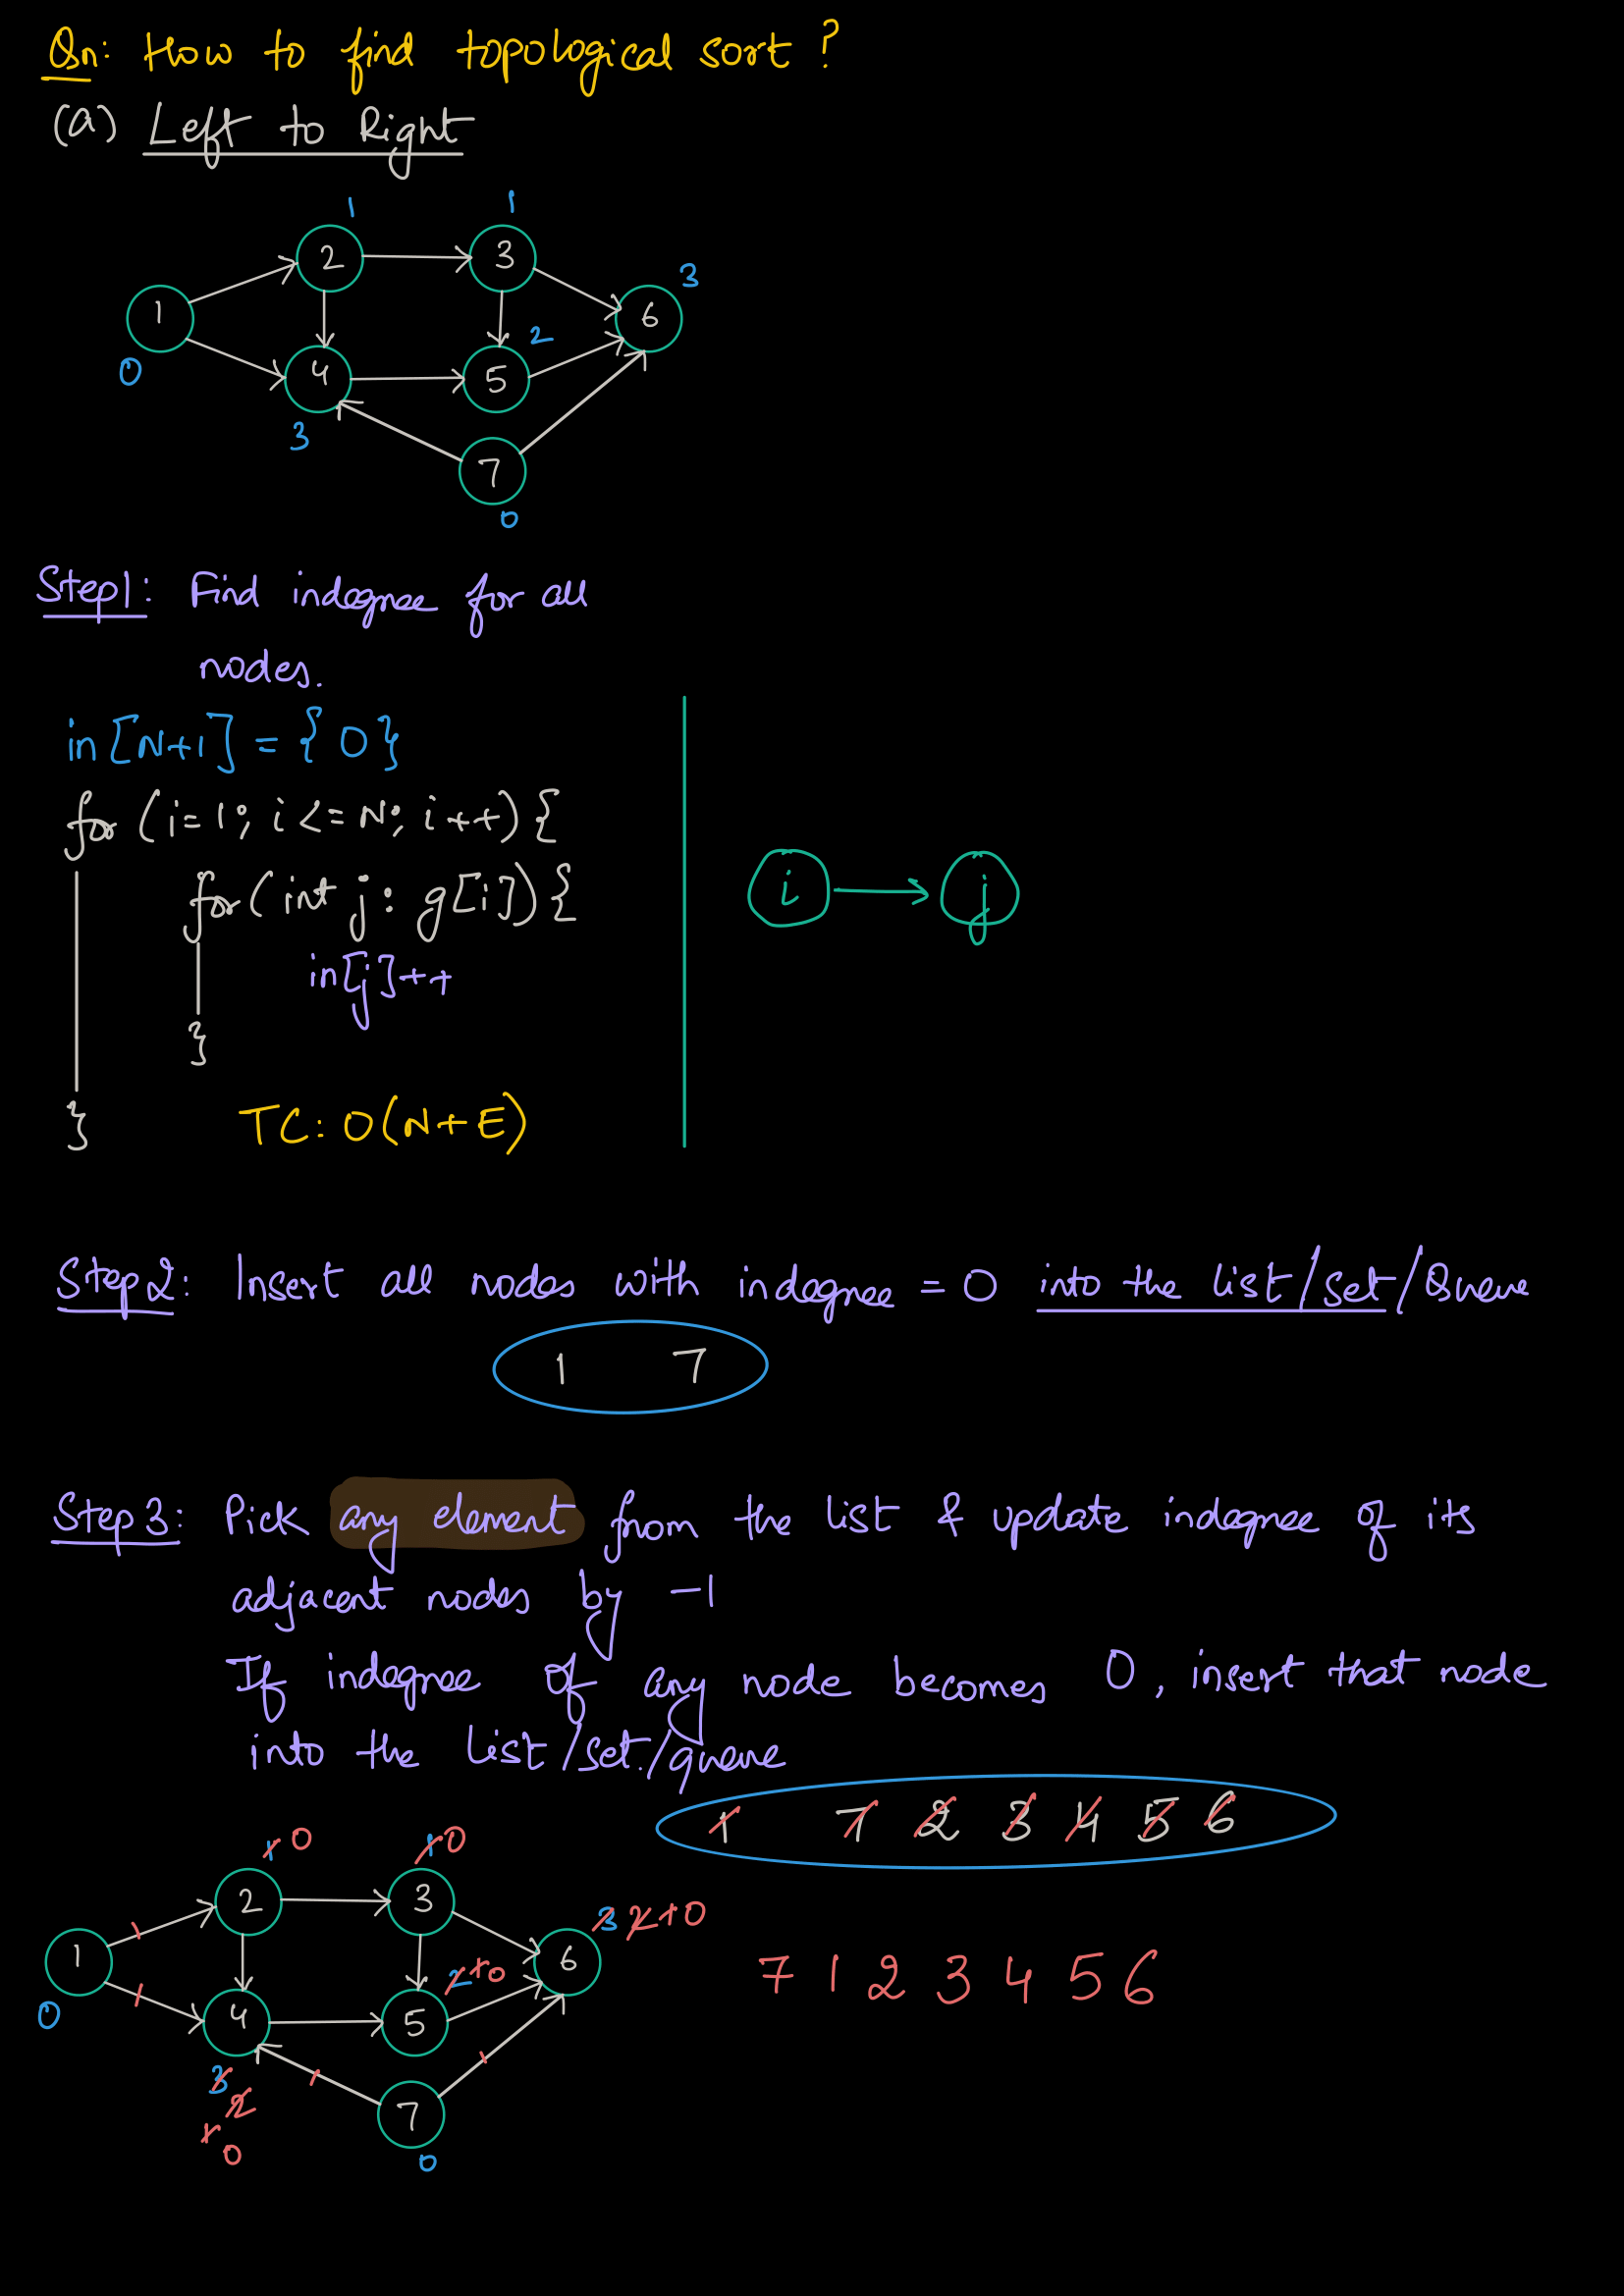 Qn: How to find topological sort ?
(a) Left to Right
1 1
2 3 3
1 6
0 2
4 5
3
7
0
Step1: Find indegree for all
nodes.
in[N+1] = {0}
for (i=1; i<=N; i++) {
for(int j: g[i]) {
i j
in[j]++
}
} TC: O(N+E)
Step2: Insert all nodes with indegree = 0 into the list/set/Queue
1 7
Step3: Pick any element from the list & update indegree of its
adjacent nodes by -1
If indegree of any node becomes 0, insert that node
into the list/set/queue
1 7 2 3 4 5 6
1 0 1 0
2 3 3 2 1 0
1 6 7 1 2 3 4 5 6
0 2 1 0
4 5
3 2
1 0 7
0